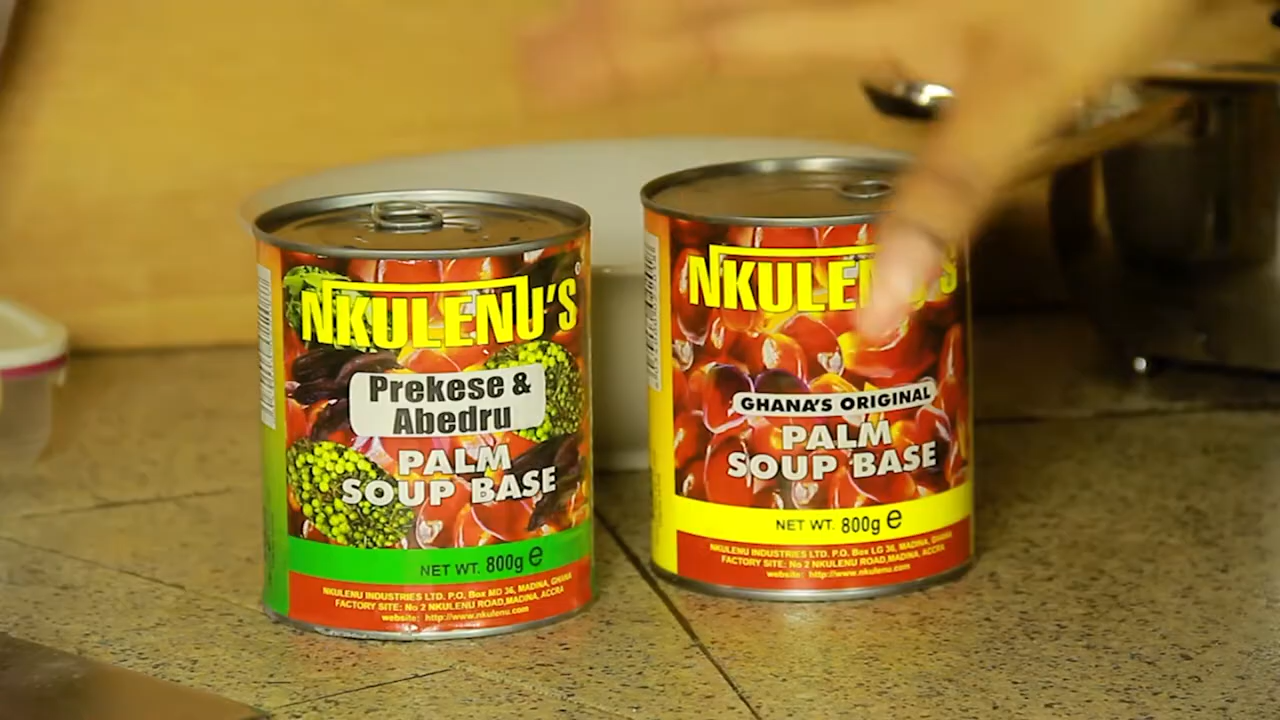 NKULENU'S
Prekese &
Abedru
PALM
SOUP BASE
NET WT. 800g e
NKULENU INDUSTRIES LTD. P.O. Box MD 36, MADINA, GHANA
FACTORY SITE: No 2 NKULENU ROAD,MADINA, ACCRA
website: http://www.nkulenu.com
NKULE 'S
GHANA'S ORIGINAL
PALM
SOUP BASE
NET WT. 800g e
NKULENU INDUSTRIES LTD. P.O. Box LG 36, MADINA, GHANA
FACTORY SITE: No 2 NKULENU ROAD,MADINA, ACCRA
website: http://www.nkulenu.com